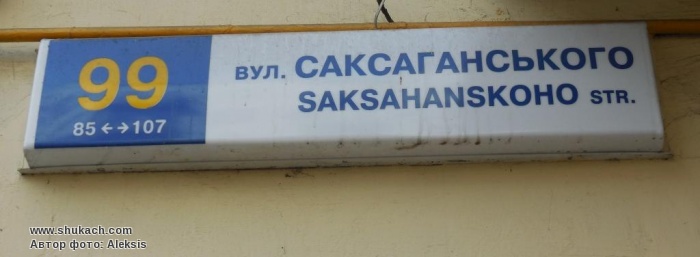 99
85 ←→107
ВУЛ. САКСАГАНСЬКОГО
SAKSAHANSKOHO STR.
www.shukach.com
Автор фото: Aleksis